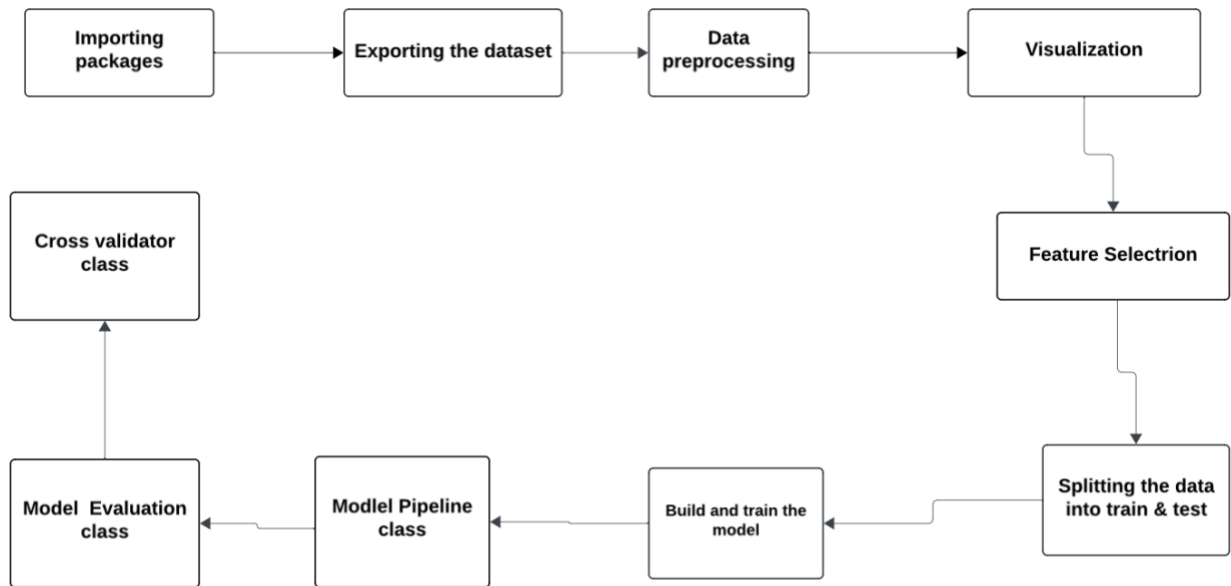 Importing
packages
Exporting the dataset
Data
preprocessing
Visualization
Feature Selectrion
Splitting the data
into train & test
Build and train the
model
Modlel Pipeline
class
Model  Evaluation
class
Cross validator
class